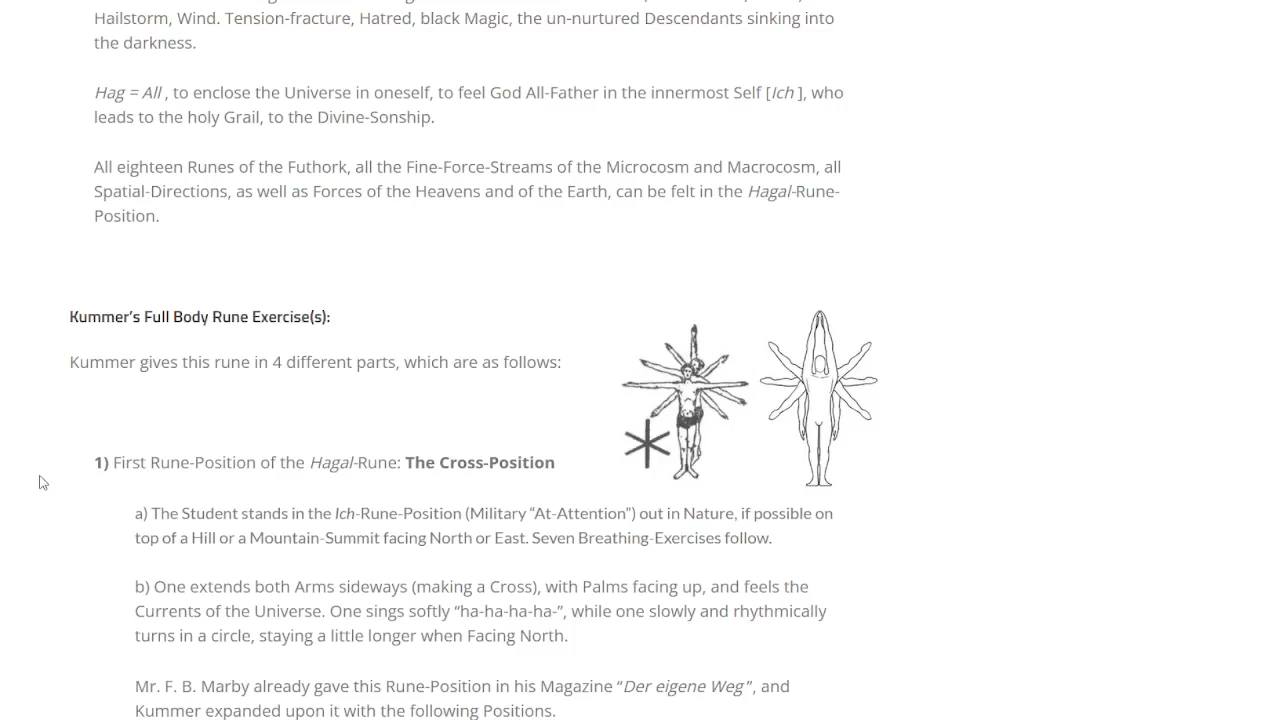 Hailstorm, Wind. Tension-fracture, Hatred, black Magic, the un-nurtured Descendants sinking into
the darkness.
Hag = All , to enclose the Universe in oneself, to feel God All-Father in the innermost Self [Ich ], who
leads to the holy Grail, to the Divine-Sonship.
All eighteen Runes of the Futhork, all the Fine-Force-Streams of the Microcosm and Macrocosm, all
Spatial-Directions, as well as Forces of the Heavens and of the Earth, can be felt in the Hagal-Rune-
Position.
Kummer’s Full Body Rune Exercise(s):
Kummer gives this rune in 4 different parts, which are as follows:
1) First Rune-Position of the Hagal-Rune: The Cross-Position
a) The Student stands in the Ich-Rune-Position (Military “At-Attention”) out in Nature, if possible on
top of a Hill or a Mountain-Summit facing North or East. Seven Breathing-Exercises follow.
b) One extends both Arms sideways (making a Cross), with Palms facing up, and feels the
Currents of the Universe. One sings softly “ha-ha-ha-ha-”, while one slowly and rhythmically
turns in a circle, staying a little longer when Facing North.
Mr. F. B. Marby already gave this Rune-Position in his Magazine “Der eigene Weg”, and
Kummer expanded upon it with the following Positions.